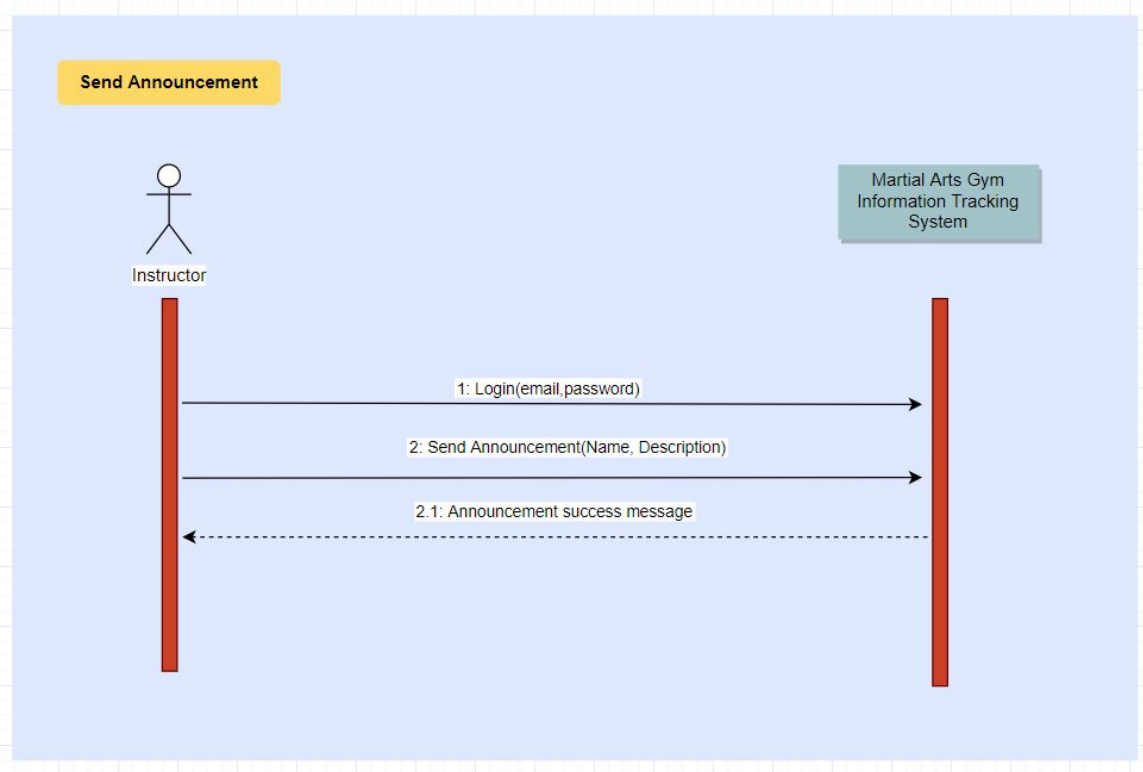 Send Announcement
Martial Arts Gym
Information Tracking
System
Instructor
1: Login(email,password)
2: Send Announcement(Name, Description)
2.1: Announcement success message